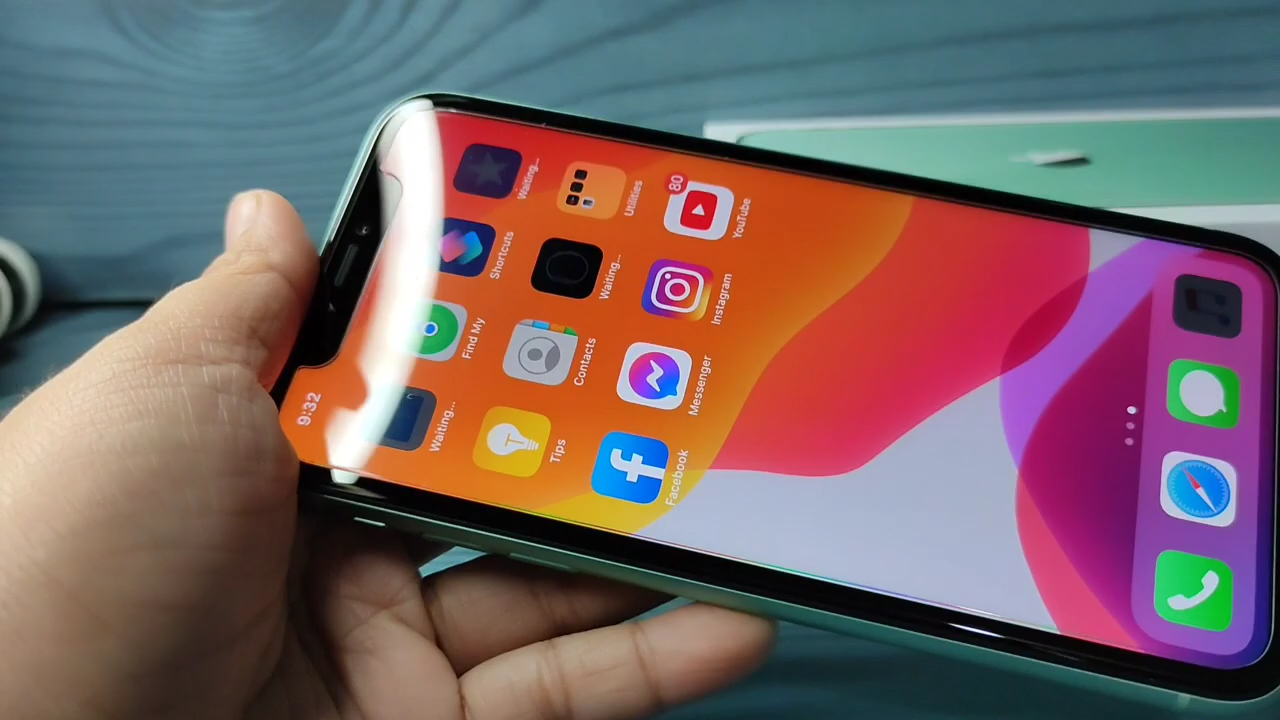 9:32
Waiting...
Find My
Shortcuts
Waiting...
Tips
Contacts
Waiting...
Utilities
Facebook
Messenger
Instagram
80
YouTube